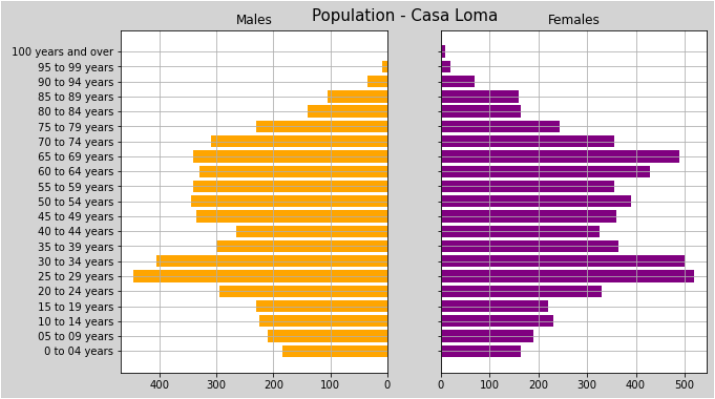 Population - Casa Loma
Males
Females
100 years and over
95 to 99 years
90 to 94 years
85 to 89 years
80 to 84 years
75 to 79 years
70 to 74 years
65 to 69 years
60 to 64 years
55 to 59 years
50 to 54 years
45 to 49 years
40 to 44 years
35 to 39 years
30 to 34 years
25 to 29 years
20 to 24 years
15 to 19 years
10 to 14 years
05 to 09 years
0 to 04 years
400 300 200 100 0
0 100 200 300 400 500